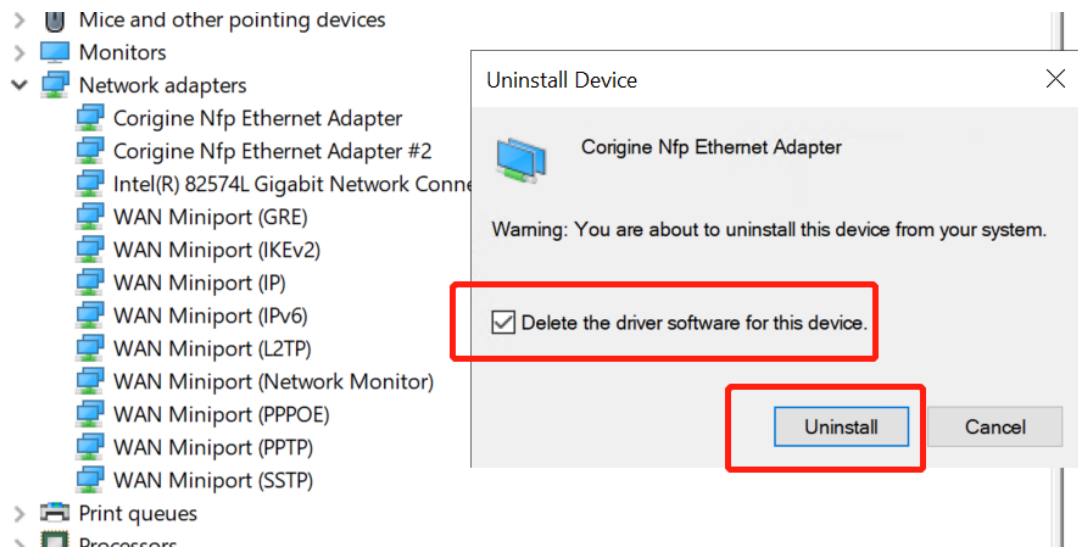 Mice and other pointing devices
Monitors
Network adapters
Corigine Nfp Ethernet Adapter
Corigine Nfp Ethernet Adapter #2
Intel(R) 82574L Gigabit Network Conne
WAN Miniport (GRE)
WAN Miniport (IKEv2)
WAN Miniport (IP)
WAN Miniport (IPv6)
WAN Miniport (L2TP)
WAN Miniport (Network Monitor)
WAN Miniport (PPPOE)
WAN Miniport (PPTP)
WAN Miniport (SSTP)
Print queues
Processors
Uninstall Device
Corigine Nfp Ethernet Adapter
Warning: You are about to uninstall this device from your system.
Delete the driver software for this device.
Uninstall Cancel